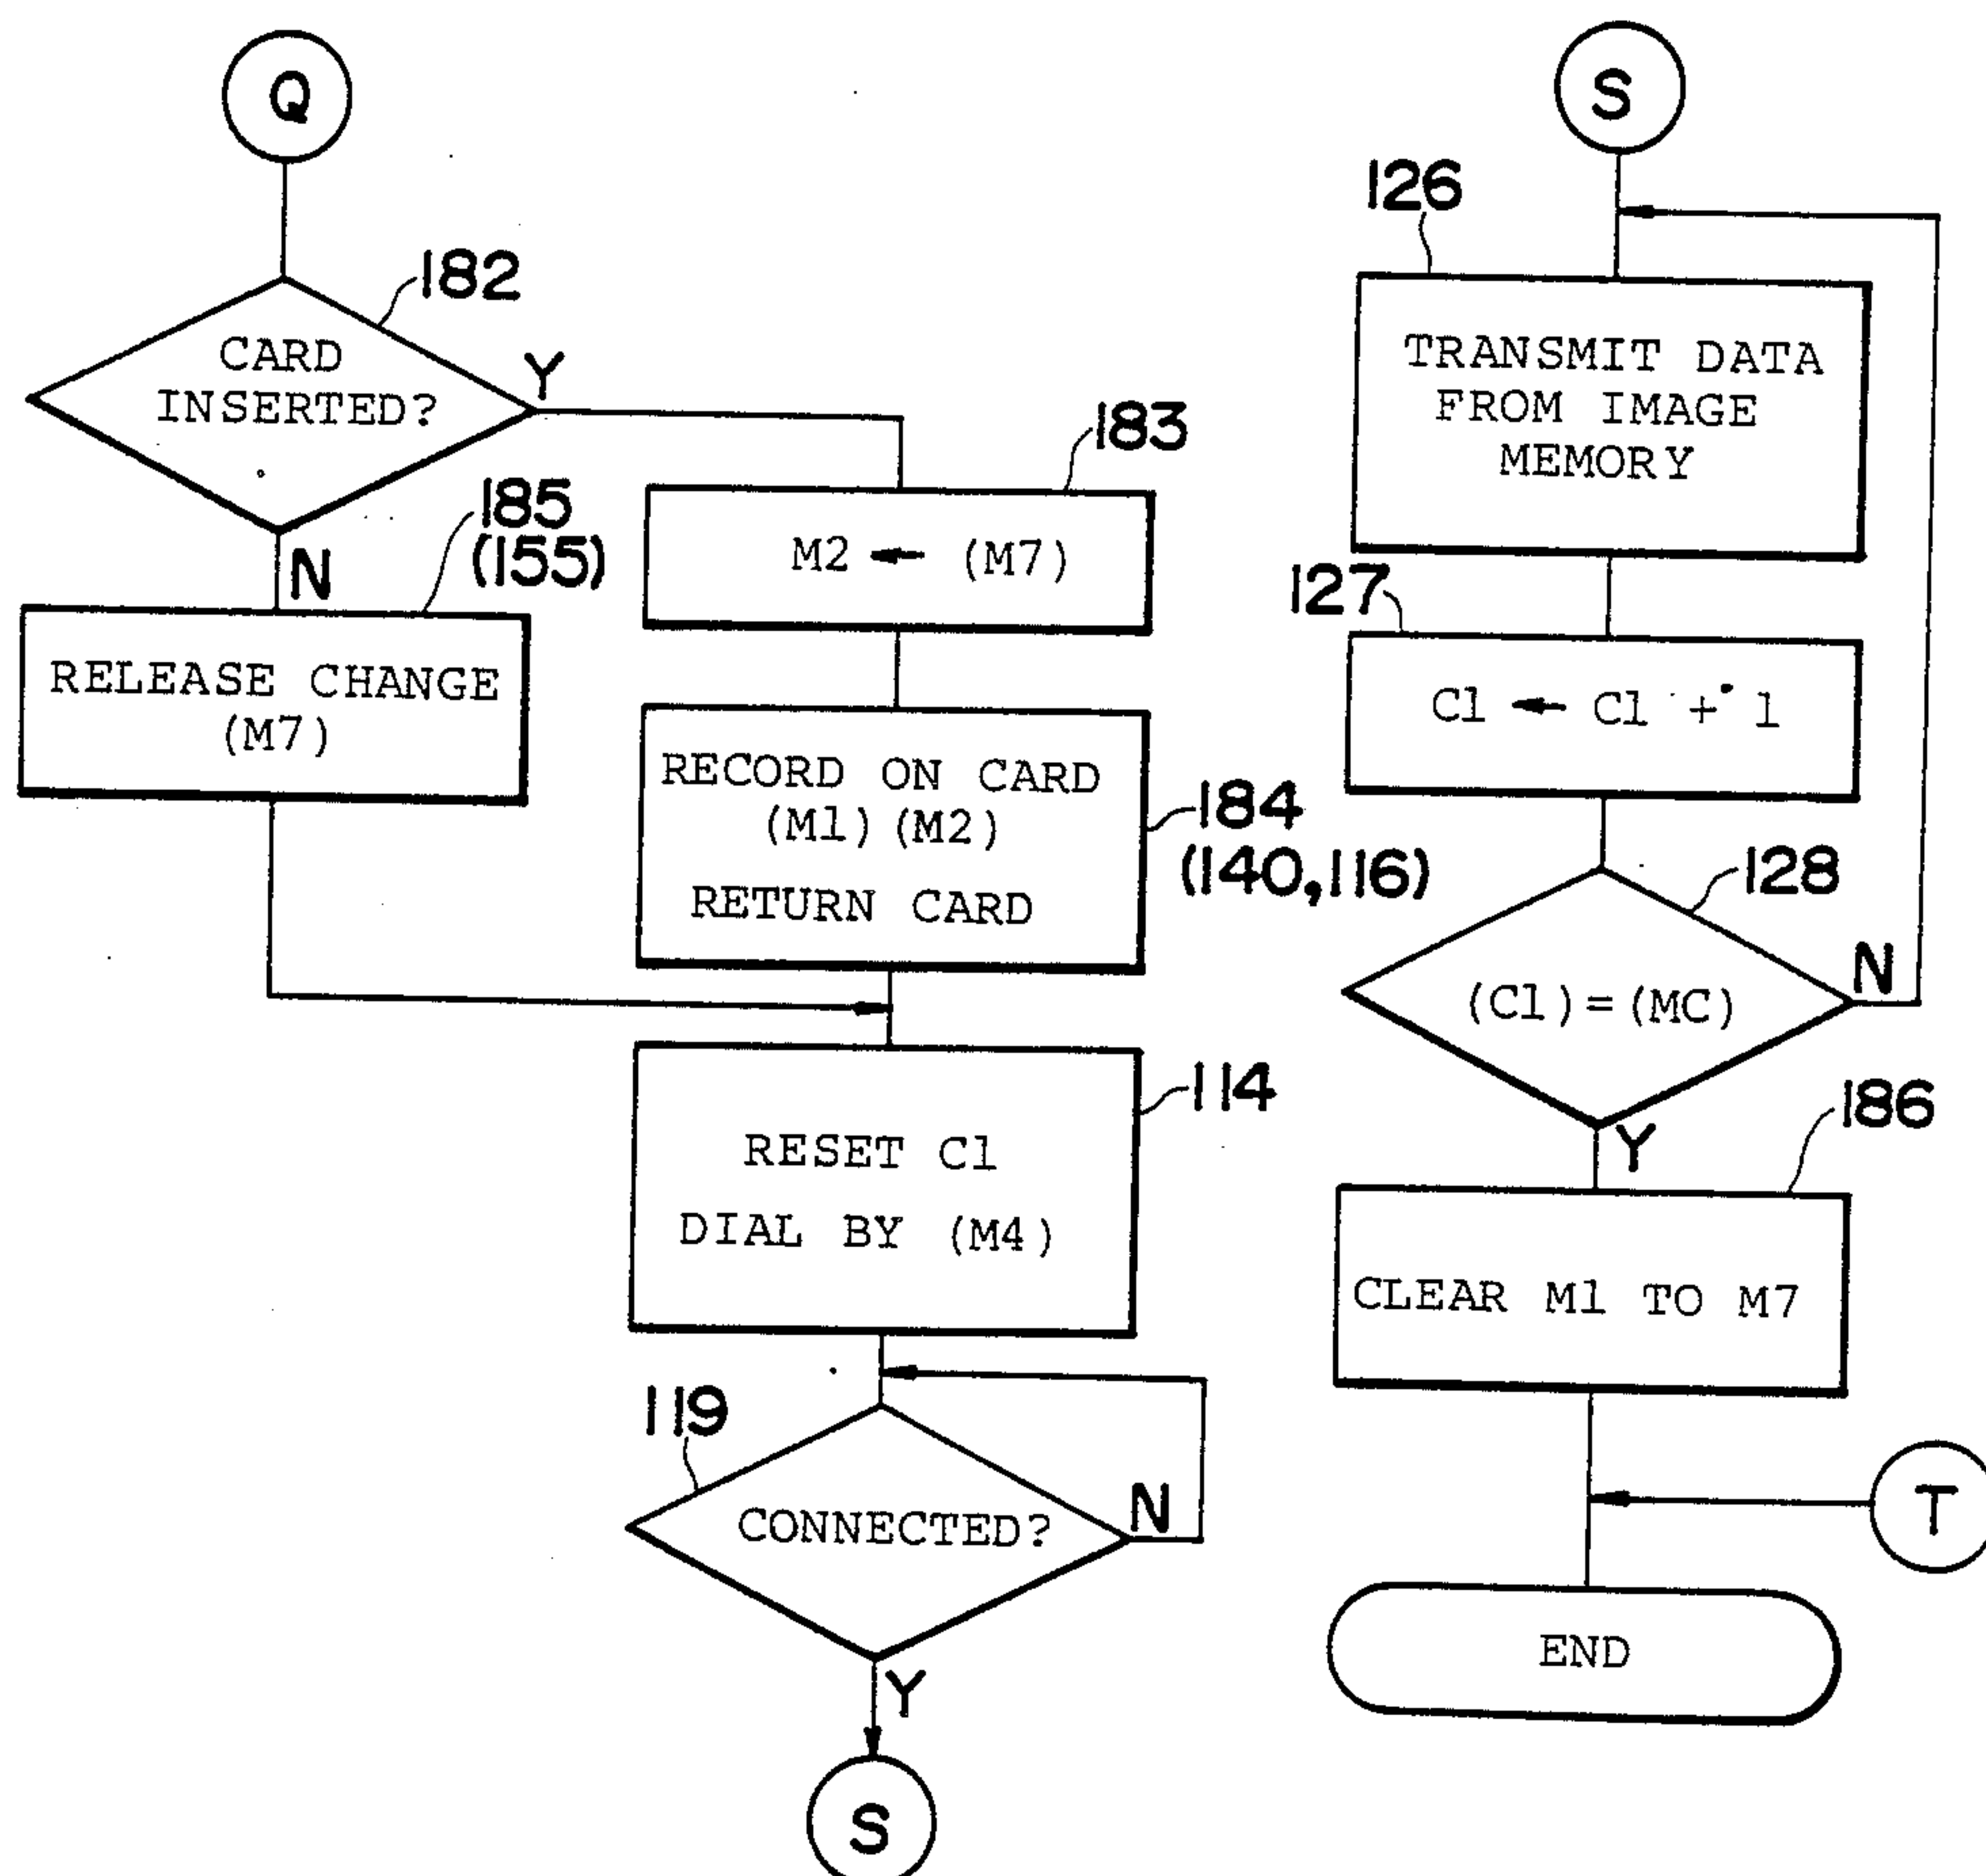 Q
182
CARD
INSERTED?
Y
N
185
(155)
RELEASE CHANGE
(M7)
183
M2 ← (M7)
RECORD ON CARD
(M1) (M2)
RETURN CARD
184
(140,116)
114
RESET C1
DIAL BY (M4)
119
CONNECTED?
N
Y
S
S
126
TRANSMIT DATA
FROM IMAGE
MEMORY
127
C1 ← C1 + 1
128
(C1) = (MC)
N
Y
186
CLEAR M1 TO M7
T
END